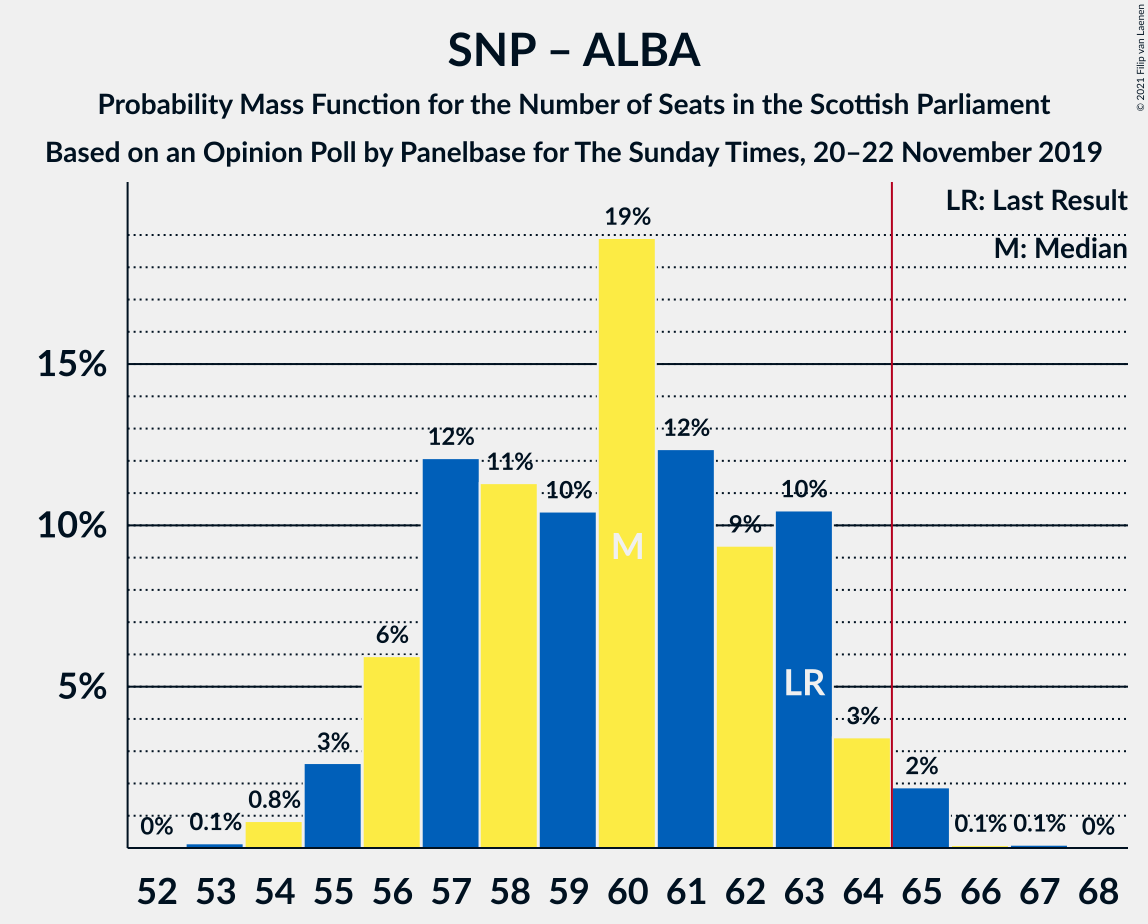 SNP – ALBA
Probability Mass Function for the Number of Seats in the Scottish Parliament
Based on an Opinion Poll by Panelbase for The Sunday Times, 20–22 November 2019
© 2021 Filip van Laenen
LR: Last Result
M: Median
15%
10%
5%
0%
0.1%
0.8%
3%
6%
12%
11%
10%
19%
12%
9%
10%
3%
2%
0.1%
0.1%
0%
M
LR
52 53 54 55 56 57 58 59 60 61 62 63 64 65 66 67 68